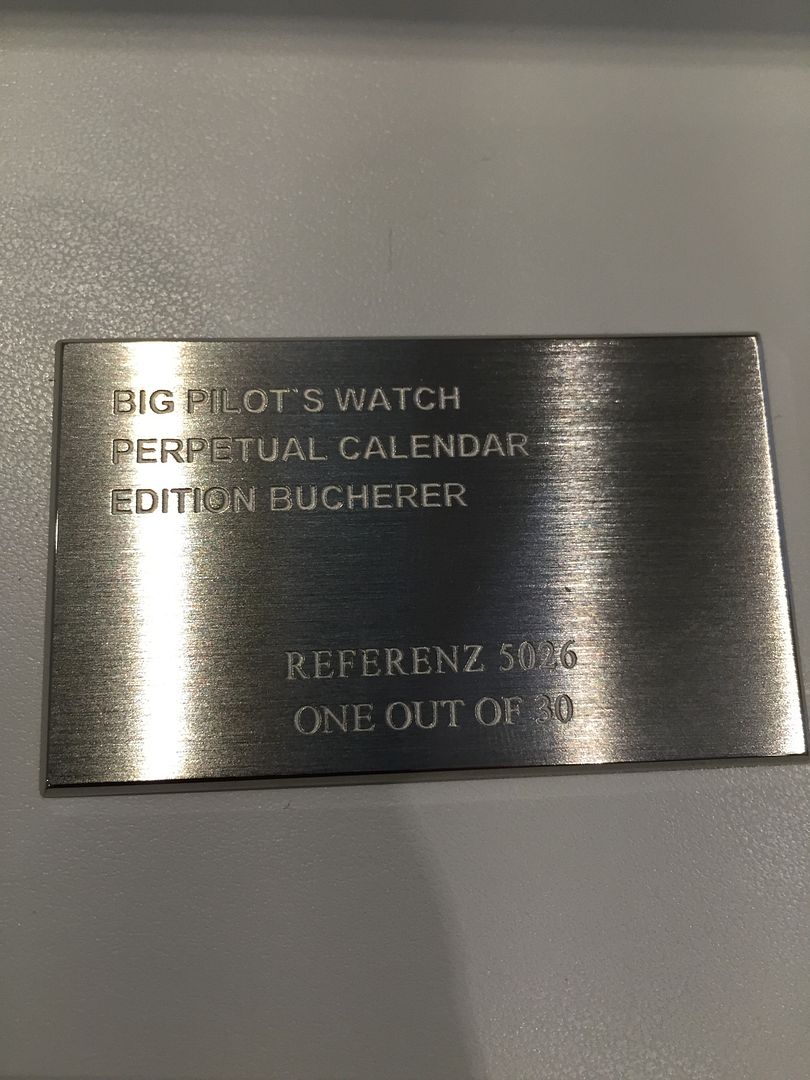 BIG PILOT`S WATCH
PERPETUAL CALENDAR
EDITION BUCHERER
REFERENZ 5026
ONE OUT OF 30